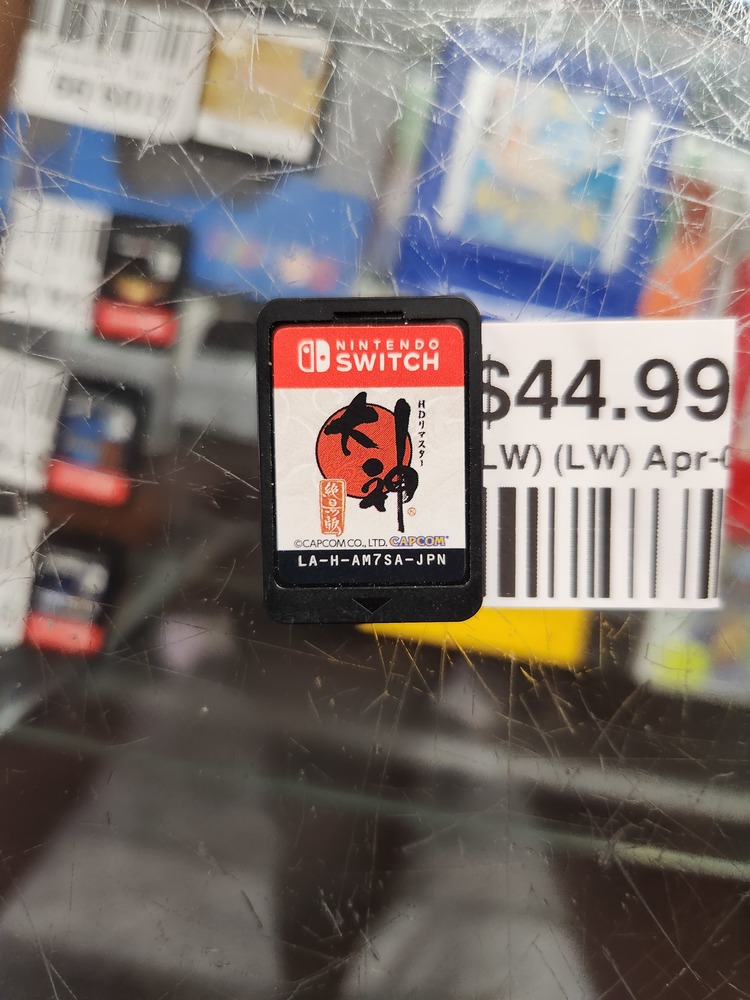 NINTENDO
SWITCH
大神
HDリマスター
絶景版
®
©CAPCOM CO., LTD. CAPCOM®
LA-H-AM7SA-JPN
$44.99
LW) (LW) Apr-0